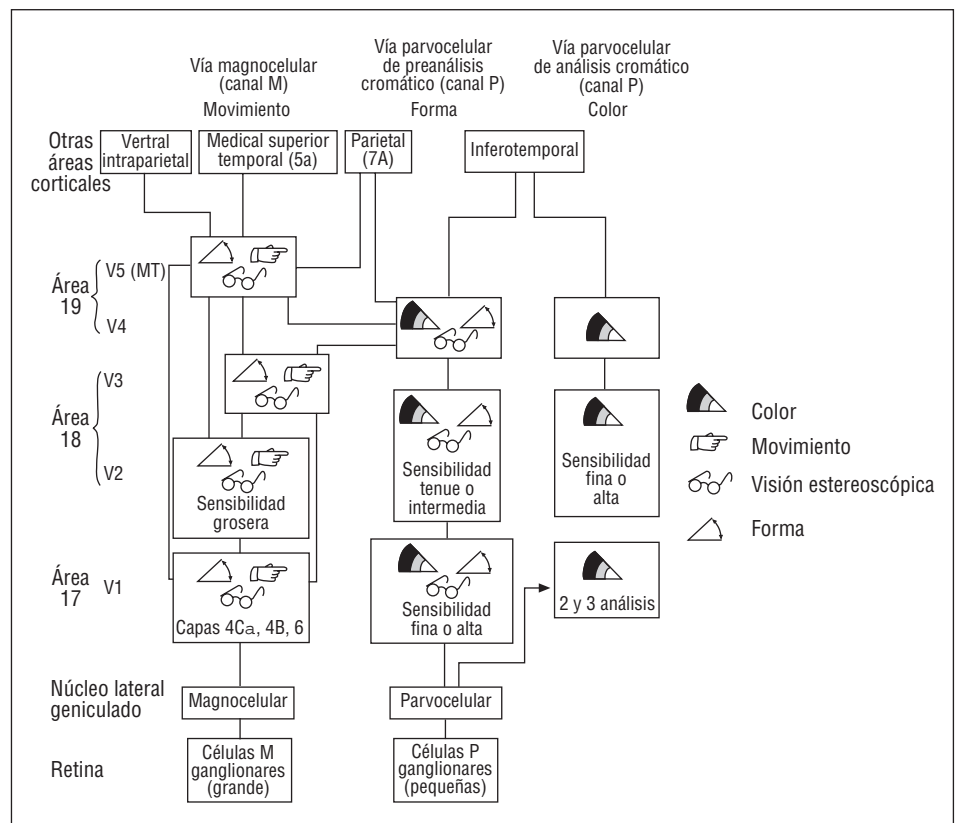 Vía magnocelular
(canal M)
Movimiento
Vía parvocelular
de preanálisis
cromático (canal P)
Forma
Vía parvocelular
de análisis cromático
(canal P)
Color
Otras
áreas
corticales
Vertral
intraparietal
Medical superior
temporal (5a)
Parietal
(7A)
Inferotemporal
Área
19
V5 (MT)
V4
Área
18
V3
V2
Sensibilidad
grosera
Sensibilidad
tenue o
intermedia
Sensibilidad
fina o
alta
Color
Movimiento
Visión estereoscópica
Forma
Área
17
V1
Capas 4Ca, 4B, 6
Sensibilidad
fina o alta
2 y 3 análisis
Núcleo lateral
geniculado
Magnocelular
Parvocelular
Retina
Células M
ganglionares
(grande)
Células P
ganglionares
(pequeñas)